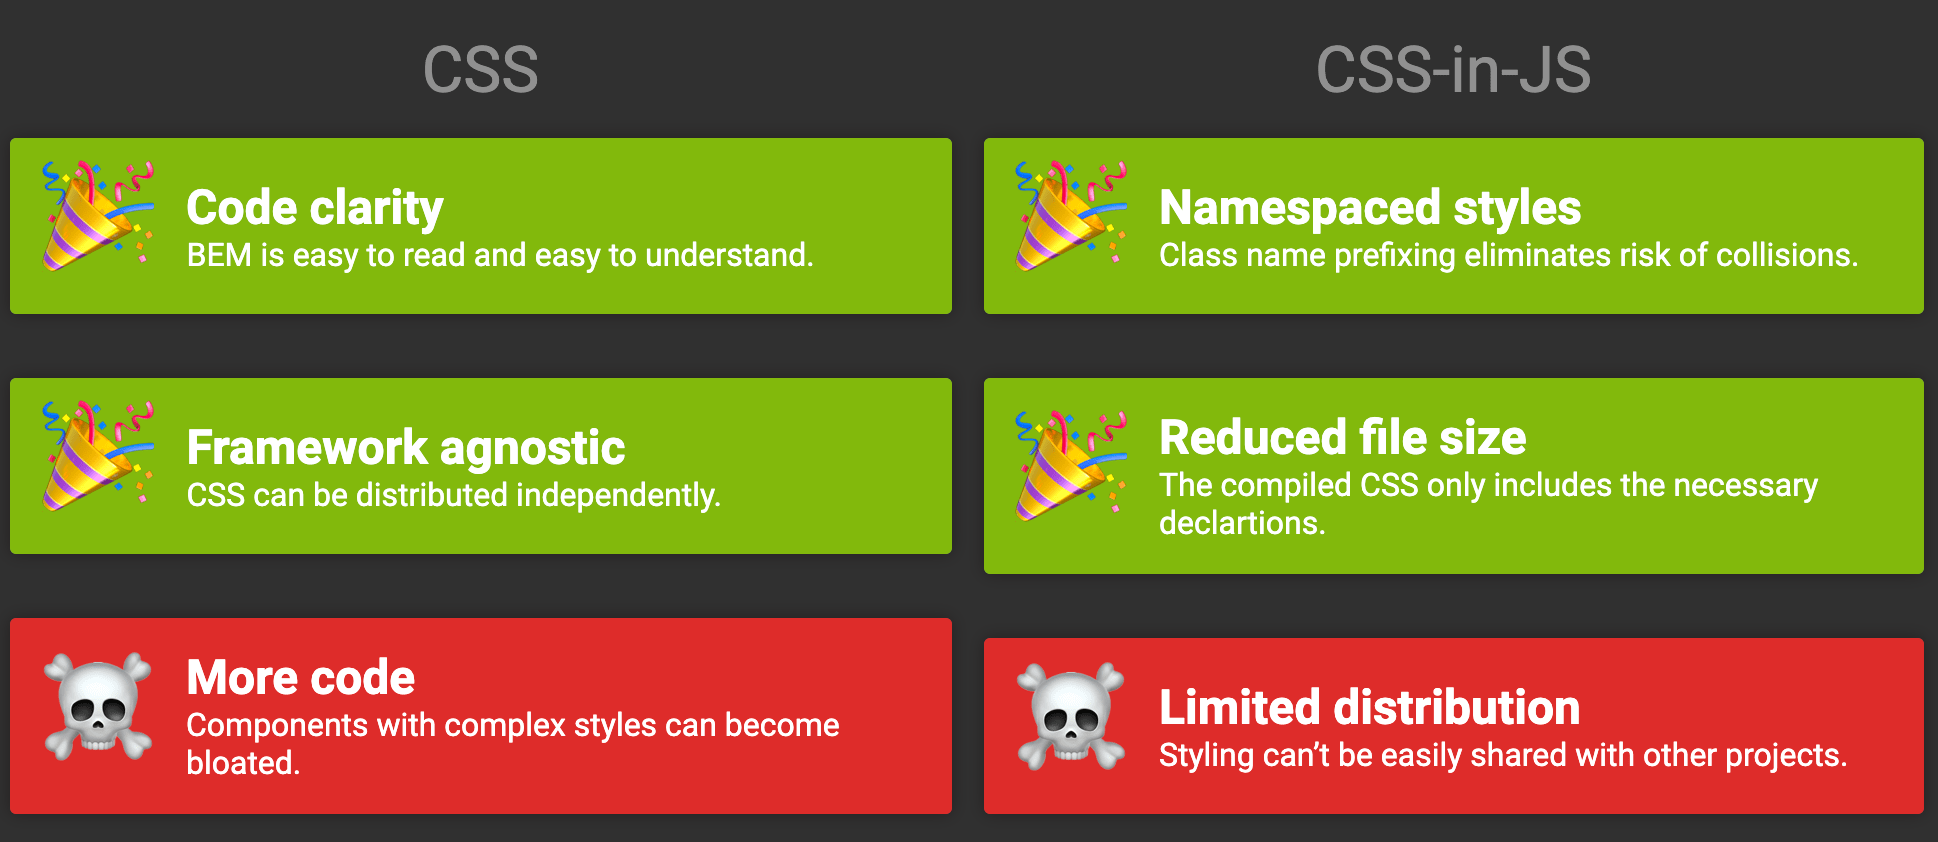 CSS
Code clarity
BEM is easy to read and easy to understand.
Framework agnostic
CSS can be distributed independently.
More code
Components with complex styles can become
bloated.
CSS-in-JS
Namespaced styles
Class name prefixing eliminates risk of collisions.
Reduced file size
The compiled CSS only includes the necessary
declartions.
Limited distribution
Styling can’t be easily shared with other projects.